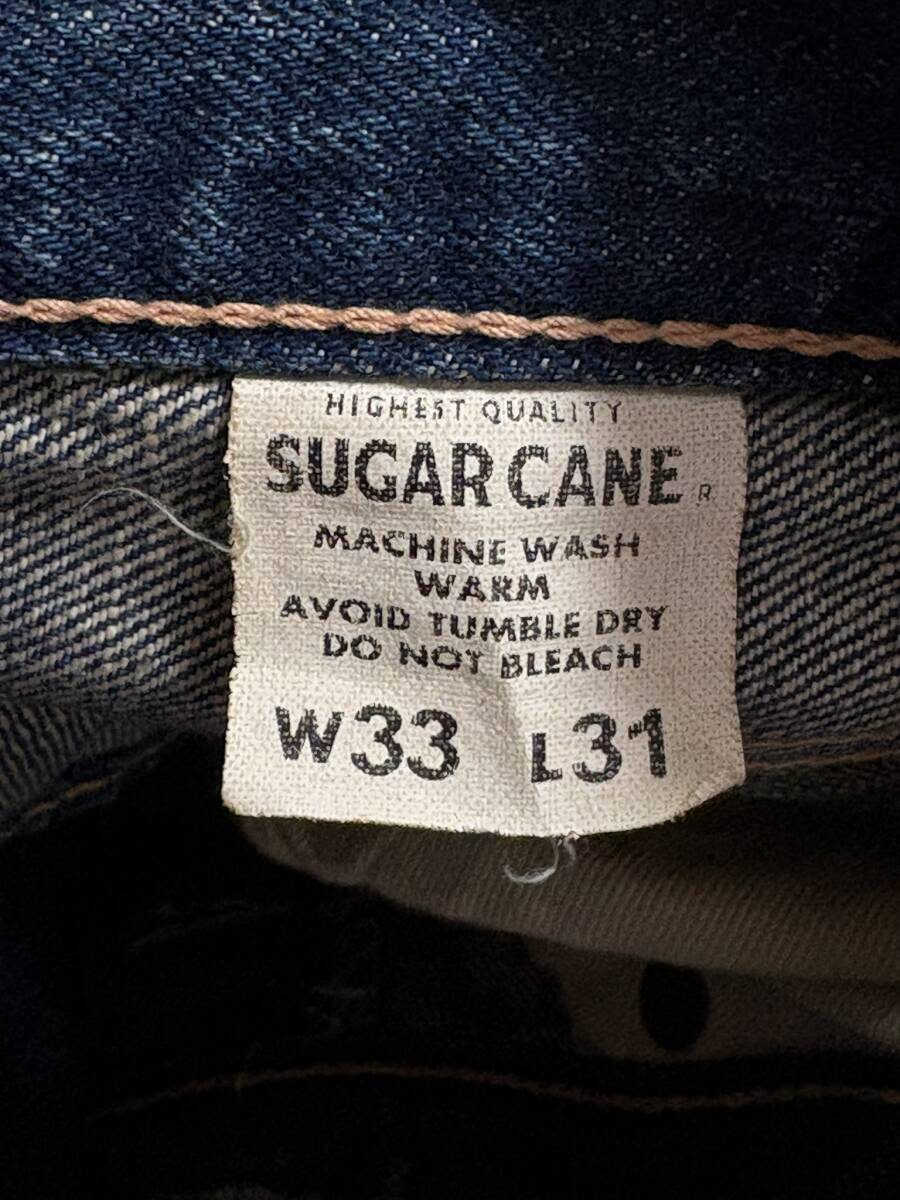 HIGHEST QUALITY
SUGAR CANE R
MACHINE WASH
WARM
AVOID TUMBLE DRY
DO NOT BLEACH
W33 L31